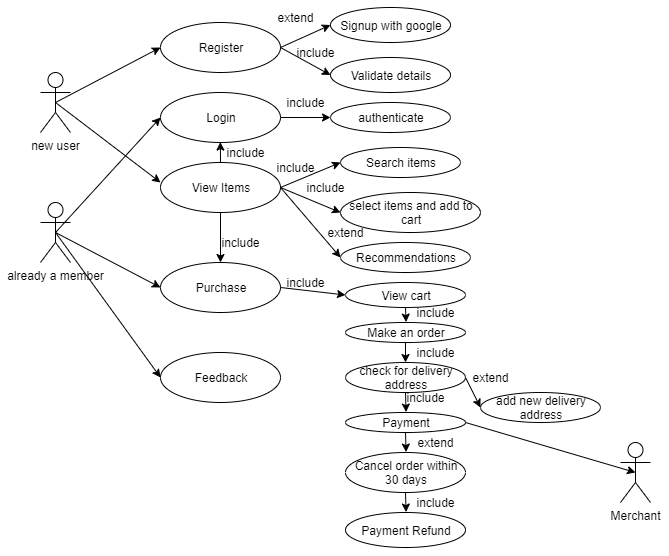 extend
Signup with google
Register
include
Validate details
new user
Login
include
authenticate
include
View Items
include
Search items
include
select items and add to
cart
extend
Recommendations
include
already a member
Purchase
include
View cart
include
Make an order
include
check for delivery
address
extend
add new delivery
address
include
Feedback
Payment
extend
Cancel order within
30 days
include
Payment Refund
Merchant